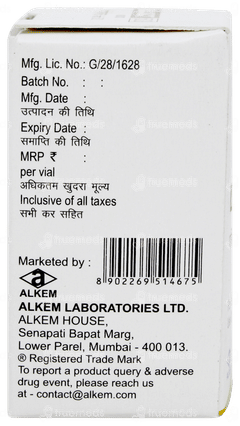 Mfg. Lic. No.: G/28/1628
Batch No. : :
Mfg. Date :
उत्पादन की तिथि
Expiry Date :
समाप्ति की तिथि
MRP ₹ :
per vial
अधिकतम खुदरा मूल्य
Inclusive of all taxes
सभी कर सहित
Marketed by :
8 902269 514675
ALKEM
ALKEM LABORATORIES LTD.
ALKEM HOUSE,
Senapati Bapat Marg,
Lower Parel, Mumbai - 400 013.
® Registered Trade Mark
To report a product query & adverse
drug event, please reach us
at - contact@alkem.com